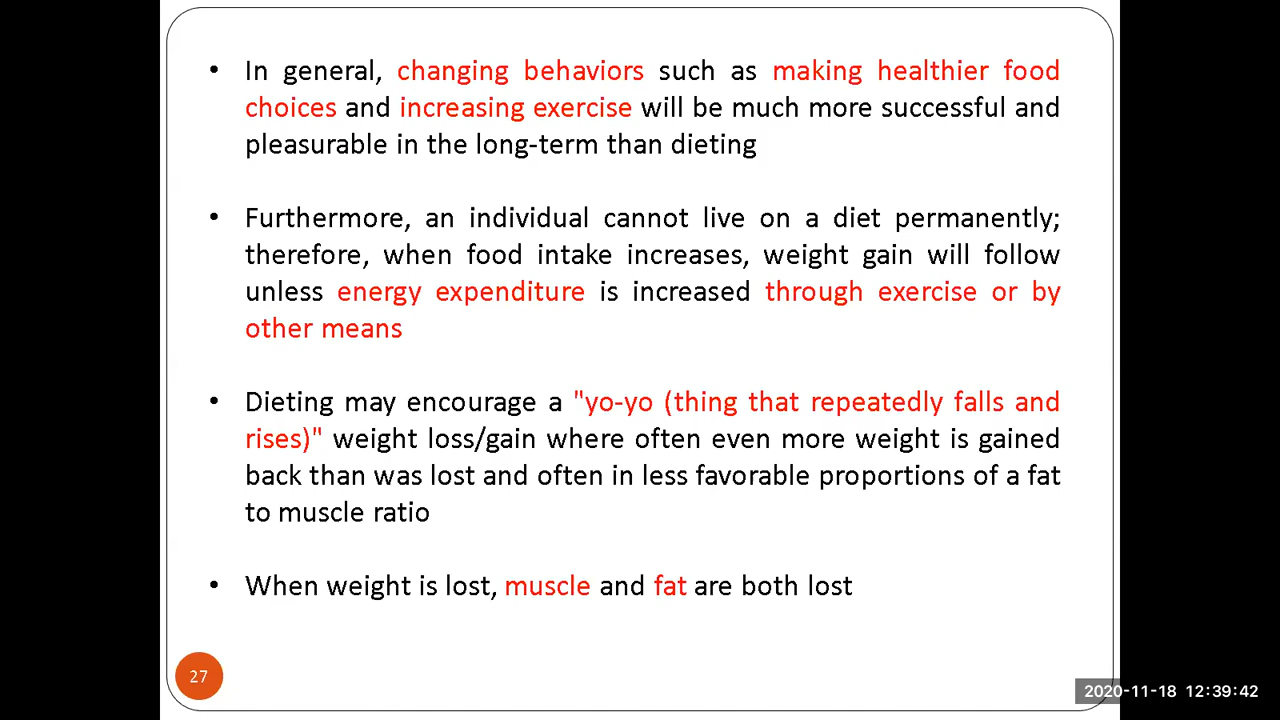 • In general, changing behaviors such as making healthier food
choices and increasing exercise will be much more successful and
pleasurable in the long-term than dieting
• Furthermore, an individual cannot live on a diet permanently;
therefore, when food intake increases, weight gain will follow
unless energy expenditure is increased through exercise or by
other means
• Dieting may encourage a "yo-yo (thing that repeatedly falls and
rises)" weight loss/gain where often even more weight is gained
back than was lost and often in less favorable proportions of a fat
to muscle ratio
• When weight is lost, muscle and fat are both lost
27
2020-11-18 12:39:42